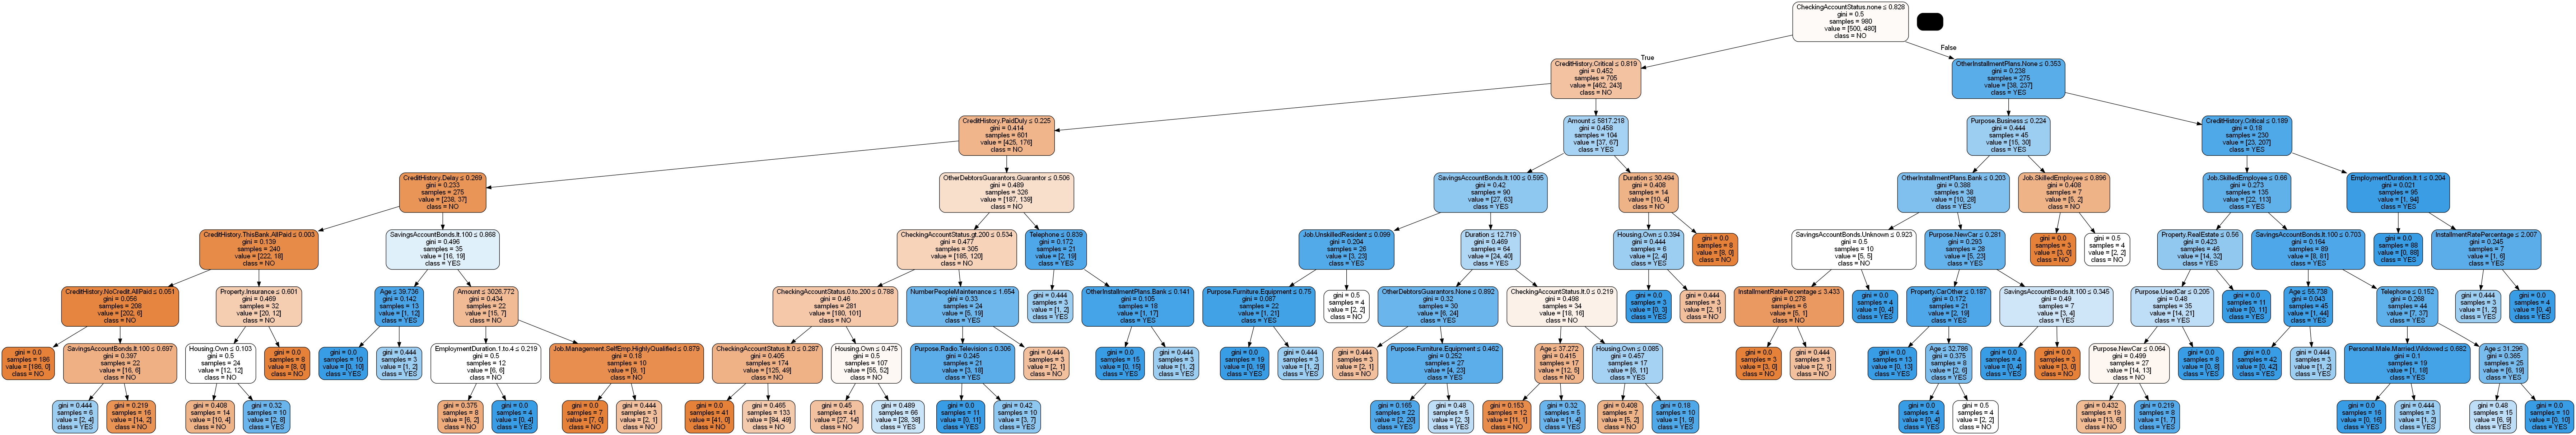 CheckingAccountStatus.none ≤ 0.828
gini = 0.5
samples = 980
value = [500, 480]
class = NO
True
False
CreditHistory.Critical ≤ 0.819
gini = 0.452
samples = 705
value = [462, 243]
class = NO
OtherInstallmentPlans.None ≤ 0.353
gini = 0.238
samples = 275
value = [38, 237]
class = YES
CreditHistory.PaidDuly ≤ 0.225
gini = 0.414
samples = 601
value = [425, 176]
class = NO
Amount ≤ 5817.218
gini = 0.458
samples = 104
value = [37, 67]
class = YES
Purpose.Business ≤ 0.224
gini = 0.444
samples = 45
value = [15, 30]
class = YES
CreditHistory.Critical ≤ 0.189
gini = 0.18
samples = 230
value = [23, 207]
class = YES
CreditHistory.Delay ≤ 0.269
gini = 0.233
samples = 275
value = [238, 37]
class = NO
OtherDebtorsGuarantors.Guarantor ≤ 0.506
gini = 0.489
samples = 326
value = [187, 139]
class = NO
SavingsAccountBonds.lt.100 ≤ 0.595
gini = 0.42
samples = 90
value = [27, 63]
class = YES
Duration ≤ 30.494
gini = 0.408
samples = 14
value = [10, 4]
class = NO
OtherInstallmentPlans.Bank ≤ 0.203
gini = 0.388
samples = 38
value = [10, 28]
class = YES
Job.SkilledEmployee ≤ 0.896
gini = 0.408
samples = 7
value = [5, 2]
class = NO
Job.SkilledEmployee ≤ 0.66
gini = 0.273
samples = 135
value = [22, 113]
class = YES
EmploymentDuration.lt.1 ≤ 0.204
gini = 0.021
samples = 95
value = [1, 94]
class = YES
CreditHistory.ThisBank.AllPaid ≤ 0.003
gini = 0.139
samples = 240
value = [222, 18]
class = NO
SavingsAccountBonds.lt.100 ≤ 0.868
gini = 0.496
samples = 35
value = [16, 19]
class = YES
CheckingAccountStatus.gt.200 ≤ 0.534
gini = 0.477
samples = 305
value = [185, 120]
class = NO
Telephone ≤ 0.839
gini = 0.172
samples = 21
value = [2, 19]
class = YES
Job.UnskilledResident ≤ 0.099
gini = 0.204
samples = 26
value = [3, 23]
class = YES
Duration ≤ 12.719
gini = 0.469
samples = 64
value = [24, 40]
class = YES
Housing.Own ≤ 0.394
gini = 0.444
samples = 6
value = [2, 4]
class = YES
gini = 0.0
samples = 8
value = [8, 0]
class = NO
SavingsAccountBonds.Unknown ≤ 0.923
gini = 0.5
samples = 10
value = [5, 5]
class = NO
Purpose.NewCar ≤ 0.281
gini = 0.293
samples = 28
value = [5, 23]
class = YES
gini = 0.0
samples = 3
value = [3, 0]
class = NO
gini = 0.5
samples = 4
value = [2, 2]
class = NO
Property.RealEstate ≤ 0.56
gini = 0.423
samples = 46
value = [14, 32]
class = YES
SavingsAccountBonds.lt.100 ≤ 0.703
gini = 0.164
samples = 89
value = [8, 81]
class = YES
gini = 0.0
samples = 88
value = [0, 88]
class = YES
InstallmentRatePercentage ≤ 2.007
gini = 0.245
samples = 7
value = [1, 6]
class = YES
CreditHistory.NoCredit.AllPaid ≤ 0.051
gini = 0.056
samples = 208
value = [202, 6]
class = NO
Property.Insurance ≤ 0.601
gini = 0.469
samples = 32
value = [20, 12]
class = NO
Age ≤ 39.736
gini = 0.142
samples = 13
value = [1, 12]
class = YES
Amount ≤ 3026.772
gini = 0.434
samples = 22
value = [15, 7]
class = NO
CheckingAccountStatus.0.to.200 ≤ 0.788
gini = 0.46
samples = 281
value = [180, 101]
class = NO
NumberPeopleMaintenance ≤ 1.654
gini = 0.33
samples = 24
value = [5, 19]
class = YES
gini = 0.444
samples = 3
value = [1, 2]
class = YES
OtherInstallmentPlans.Bank ≤ 0.141
gini = 0.105
samples = 18
value = [1, 17]
class = YES
Purpose.Furniture.Equipment ≤ 0.75
gini = 0.087
samples = 22
value = [1, 21]
class = YES
gini = 0.5
samples = 4
value = [2, 2]
class = NO
OtherDebtorsGuarantors.None ≤ 0.892
gini = 0.32
samples = 30
value = [6, 24]
class = YES
CheckingAccountStatus.lt.0 ≤ 0.219
gini = 0.498
samples = 34
value = [18, 16]
class = NO
gini = 0.0
samples = 3
value = [0, 3]
class = YES
gini = 0.444
samples = 3
value = [2, 1]
class = NO
InstallmentRatePercentage ≤ 3.433
gini = 0.278
samples = 6
value = [5, 1]
class = NO
gini = 0.0
samples = 4
value = [0, 4]
class = YES
Property.CarOther ≤ 0.187
gini = 0.172
samples = 21
value = [2, 19]
class = YES
SavingsAccountBonds.lt.100 ≤ 0.345
gini = 0.49
samples = 7
value = [3, 4]
class = YES
Purpose.UsedCar ≤ 0.205
gini = 0.48
samples = 35
value = [14, 21]
class = YES
gini = 0.0
samples = 11
value = [0, 11]
class = YES
Age ≤ 55.738
gini = 0.043
samples = 45
value = [1, 44]
class = YES
Telephone ≤ 0.152
gini = 0.268
samples = 44
value = [7, 37]
class = YES
gini = 0.444
samples = 3
value = [1, 2]
class = YES
gini = 0.0
samples = 4
value = [0, 4]
class = YES
gini = 0.0
samples = 186
value = [186, 0]
class = NO
SavingsAccountBonds.lt.100 ≤ 0.697
gini = 0.397
samples = 22
value = [16, 6]
class = NO
Housing.Own ≤ 0.103
gini = 0.5
samples = 24
value = [12, 12]
class = NO
gini = 0.0
samples = 8
value = [8, 0]
class = NO
gini = 0.0
samples = 10
value = [0, 10]
class = YES
gini = 0.444
samples = 3
value = [1, 2]
class = YES
EmploymentDuration.1.to.4 ≤ 0.219
gini = 0.5
samples = 12
value = [6, 6]
class = NO
Job.Management.SelfEmp.HighlyQualified ≤ 0.879
gini = 0.18
samples = 10
value = [9, 1]
class = NO
CheckingAccountStatus.lt.0 ≤ 0.287
gini = 0.405
samples = 174
value = [125, 49]
class = NO
Housing.Own ≤ 0.475
gini = 0.5
samples = 107
value = [55, 52]
class = NO
Purpose.Radio.Television ≤ 0.306
gini = 0.245
samples = 21
value = [3, 18]
class = YES
gini = 0.444
samples = 3
value = [2, 1]
class = NO
gini = 0.0
samples = 15
value = [0, 15]
class = YES
gini = 0.444
samples = 3
value = [1, 2]
class = YES
gini = 0.0
samples = 19
value = [0, 19]
class = YES
gini = 0.444
samples = 3
value = [1, 2]
class = YES
gini = 0.444
samples = 3
value = [2, 1]
class = NO
Purpose.Furniture.Equipment ≤ 0.462
gini = 0.252
samples = 27
value = [4, 23]
class = YES
Age ≤ 37.272
gini = 0.415
samples = 17
value = [12, 5]
class = NO
Housing.Own ≤ 0.085
gini = 0.457
samples = 17
value = [6, 11]
class = YES
gini = 0.0
samples = 3
value = [3, 0]
class = NO
gini = 0.444
samples = 3
value = [2, 1]
class = NO
gini = 0.0
samples = 13
value = [0, 13]
class = YES
Age ≤ 32.786
gini = 0.375
samples = 8
value = [2, 6]
class = YES
gini = 0.0
samples = 4
value = [0, 4]
class = YES
gini = 0.0
samples = 3
value = [3, 0]
class = NO
Purpose.NewCar ≤ 0.064
gini = 0.499
samples = 27
value = [14, 13]
class = NO
gini = 0.0
samples = 8
value = [0, 8]
class = YES
gini = 0.0
samples = 42
value = [0, 42]
class = YES
gini = 0.444
samples = 3
value = [1, 2]
class = YES
Personal.Male.Married.Widowed ≤ 0.682
gini = 0.1
samples = 19
value = [1, 18]
class = YES
Age ≤ 31.296
gini = 0.365
samples = 25
value = [6, 19]
class = YES
gini = 0.444
samples = 6
value = [2, 4]
class = YES
gini = 0.219
samples = 16
value = [14, 2]
class = NO
gini = 0.408
samples = 14
value = [10, 4]
class = NO
gini = 0.32
samples = 10
value = [2, 8]
class = YES
gini = 0.375
samples = 8
value = [6, 2]
class = NO
gini = 0.0
samples = 4
value = [0, 4]
class = YES
gini = 0.0
samples = 7
value = [7, 0]
class = NO
gini = 0.444
samples = 3
value = [2, 1]
class = NO
gini = 0.0
samples = 41
value = [41, 0]
class = NO
gini = 0.465
samples = 133
value = [84, 49]
class = NO
gini = 0.45
samples = 41
value = [27, 14]
class = NO
gini = 0.489
samples = 66
value = [28, 38]
class = YES
gini = 0.0
samples = 11
value = [0, 11]
class = YES
gini = 0.42
samples = 10
value = [3, 7]
class = YES
gini = 0.165
samples = 22
value = [2, 20]
class = YES
gini = 0.48
samples = 5
value = [2, 3]
class = YES
gini = 0.153
samples = 12
value = [11, 1]
class = NO
gini = 0.32
samples = 5
value = [1, 4]
class = YES
gini = 0.408
samples = 7
value = [5, 2]
class = NO
gini = 0.18
samples = 10
value = [1, 9]
class = YES
gini = 0.0
samples = 4
value = [0, 4]
class = YES
gini = 0.5
samples = 4
value = [2, 2]
class = NO
gini = 0.432
samples = 19
value = [13, 6]
class = NO
gini = 0.219
samples = 8
value = [1, 7]
class = YES
gini = 0.0
samples = 16
value = [0, 16]
class = YES
gini = 0.444
samples = 3
value = [1, 2]
class = YES
gini = 0.48
samples = 15
value = [6, 9]
class = YES
gini = 0.0
samples = 10
value = [0, 10]
class = YES